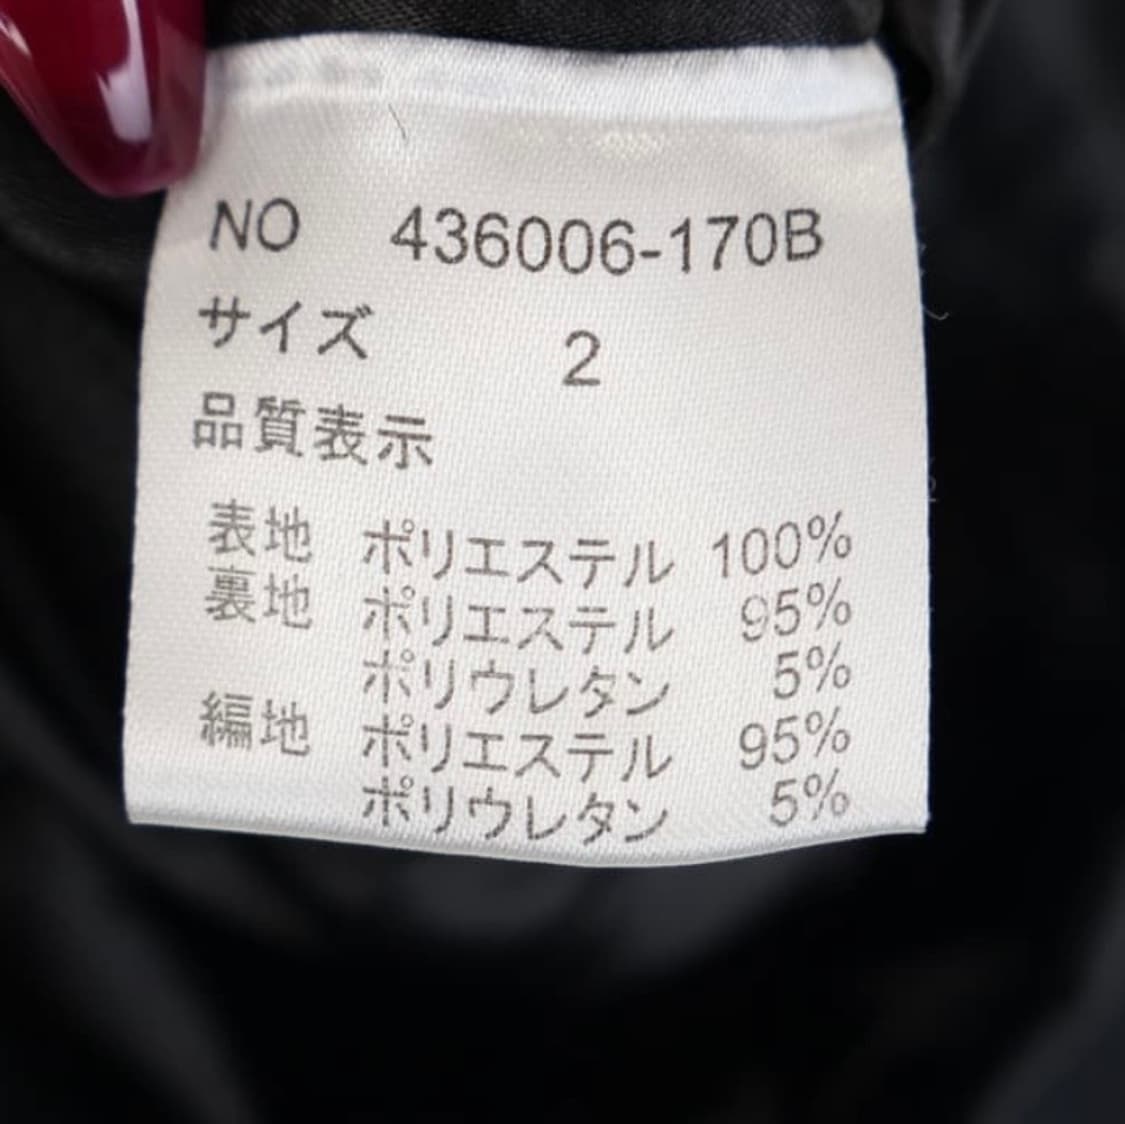 NO 436006-170B
サイズ 2
品質表示
表地 ポリエステル 100%
裏地 ポリエステル 95%
ポリウレタン 5%
編地 ポリエステル 95%
ポリウレタン 5%